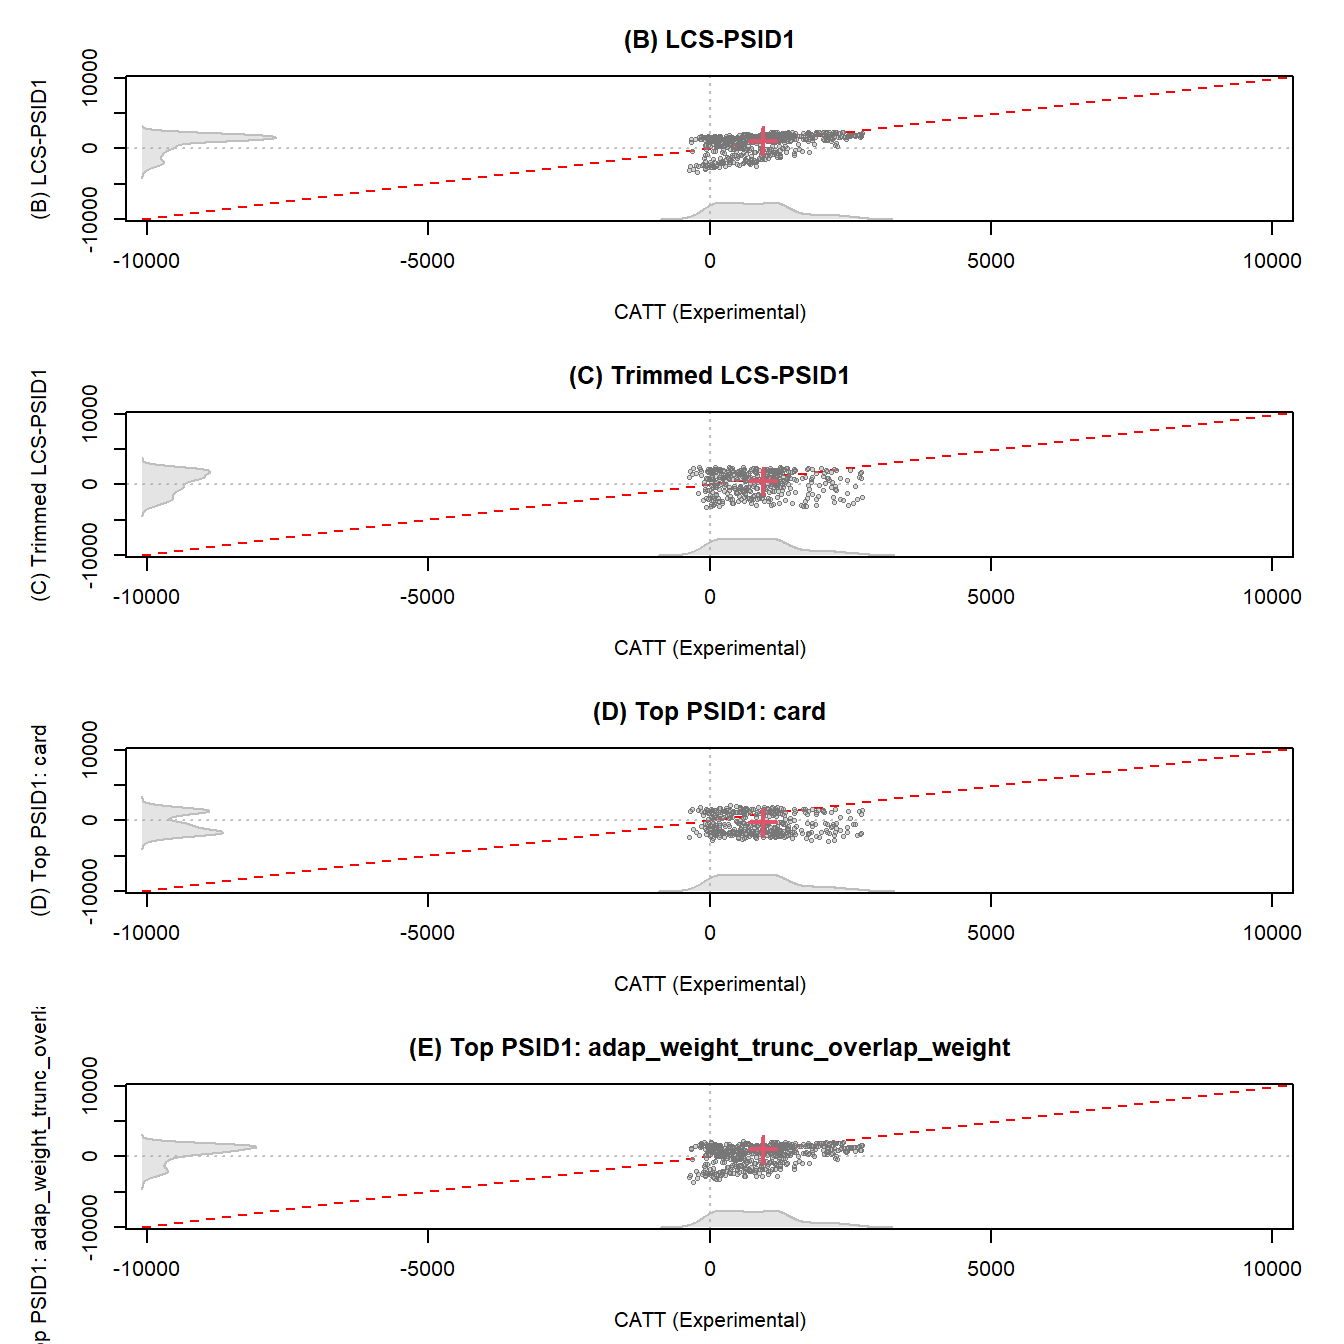 (B) LCS-PSID1
(B) LCS-PSID1
10000
0
-10000
-10000 -5000 0 5000 10000
CATT (Experimental)
(C) Trimmed LCS-PSID1
(C) Trimmed LCS-PSID1
10000
0
-10000
-10000 -5000 0 5000 10000
CATT (Experimental)
(D) Top PSID1: card
(D) Top PSID1: card
10000
0
-10000
-10000 -5000 0 5000 10000
CATT (Experimental)
(E) Top PSID1: adap_weight_trunc_overlap_weight
op PSID1: adap_weight_trunc_overla
10000
0
-10000
-10000 -5000 0 5000 10000
CATT (Experimental)